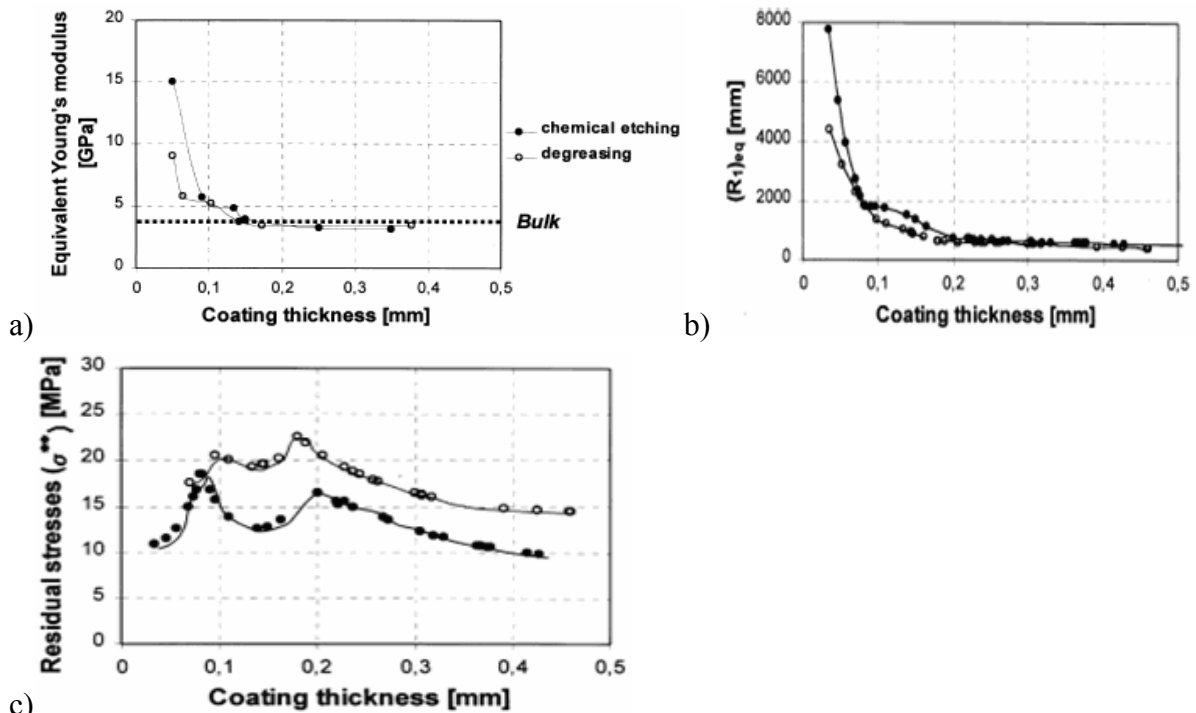 20
15
10
5
0
0
0,1
0,2
0,3
0,4
0,5
Equivalent Young's modulus
[GPa]
Coating thickness [mm]
chemical etching
degreasing
Bulk
a)
8000
6000
4000
2000
0
0
0,1
0,2
0,3
0,4
0,5
(R₁)eq [mm]
Coating thickness [mm]
b)
30
25
20
15
10
5
0
0
0,1
0,2
0,3
0,4
0,5
Residual stresses (σ**) [MPa]
Coating thickness [mm]
c)